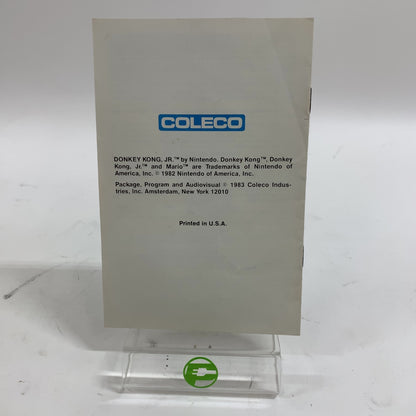 COLECO
DONKEY KONG, JR.™ by Nintendo. Donkey Kong™, Donkey
Kong, Jr.™ and Mario™ are Trademarks of Nintendo of
America, Inc. © 1982 Nintendo of America, Inc.
Package, Program and Audiovisual © 1983 Coleco Indus-
tries, Inc. Amsterdam, New York 12010
Printed in U.S.A.